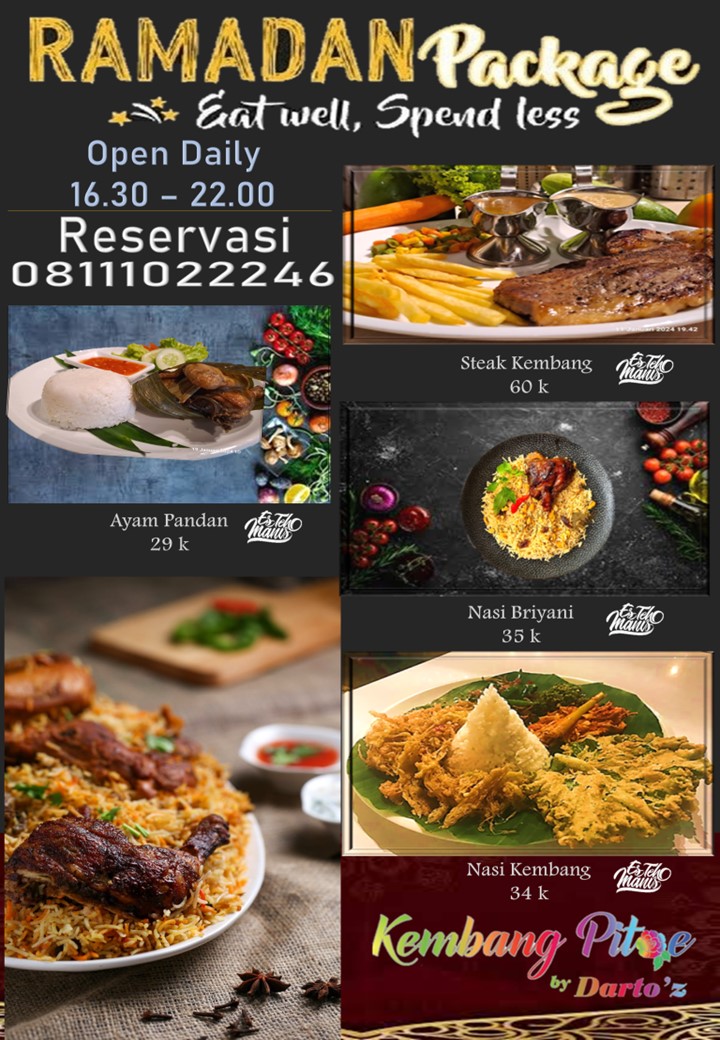 RAMADAN Package
Eat well, Spend less
Open Daily
16.30 – 22.00
Reservasi
08111022246
Steak Kembang
60 k
Es Teh
Manis
Ayam Pandan
29 k
Es Teh
Manis
Nasi Briyani
35 k
Es Teh
Manis
Nasi Kembang
34 k
Es Teh
Manis
Kembang Pitoe
by Darto'z